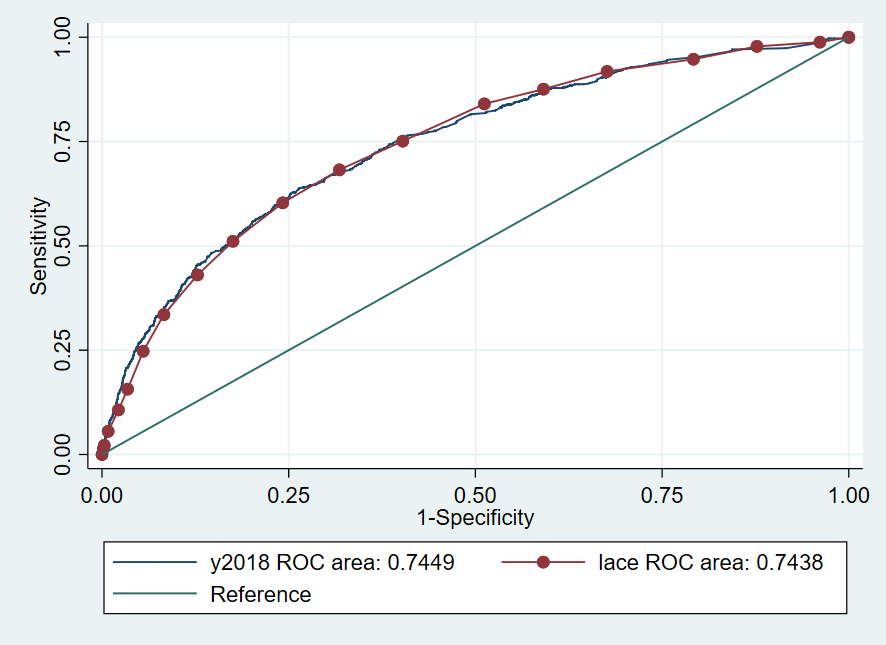 Sensitivity
1.00
0.75
0.50
0.25
0.00
0.00 0.25 0.50 0.75 1.00
1-Specificity
y2018 ROC area: 0.7449 lace ROC area: 0.7438
Reference